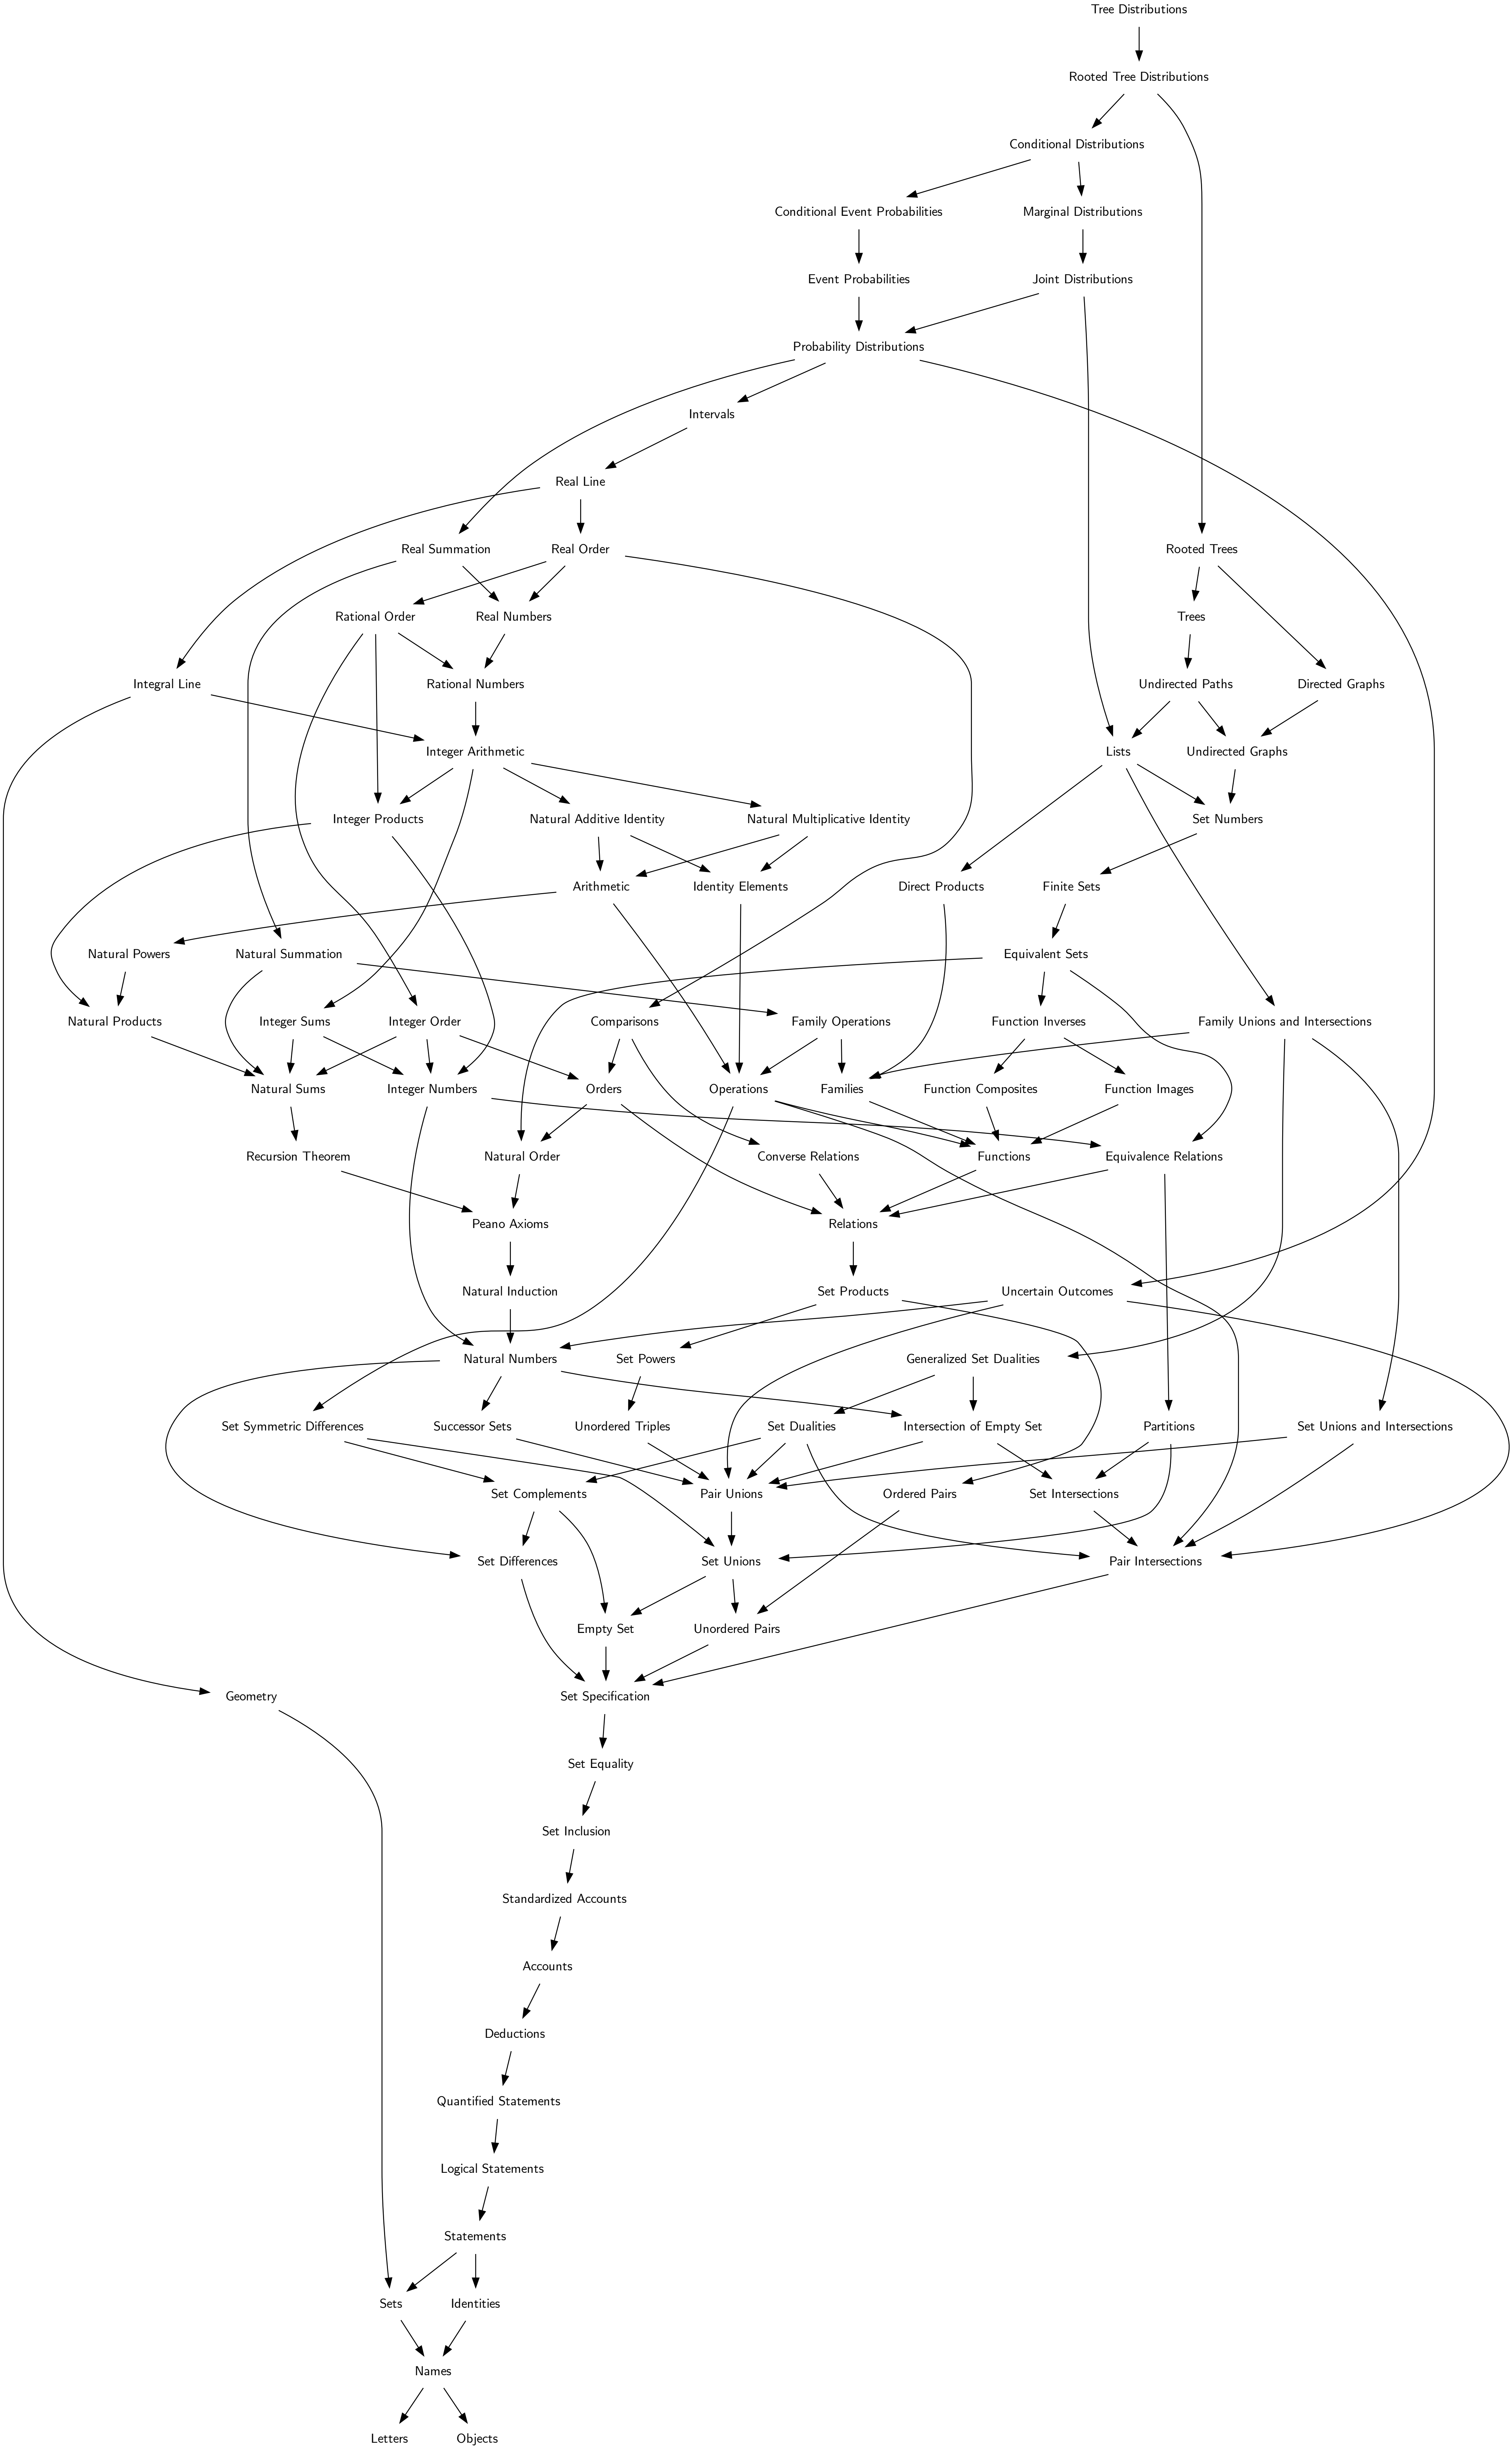 Tree Distributions
Rooted Tree Distributions
Conditional Distributions
Conditional Event Probabilities
Marginal Distributions
Event Probabilities
Joint Distributions
Probability Distributions
Intervals
Real Line
Real Summation
Real Order
Rooted Trees
Rational Order
Real Numbers
Trees
Integral Line
Rational Numbers
Undirected Paths
Directed Graphs
Integer Arithmetic
Lists
Undirected Graphs
Integer Products
Natural Additive Identity
Natural Multiplicative Identity
Set Numbers
Arithmetic
Identity Elements
Direct Products
Finite Sets
Natural Powers
Natural Summation
Equivalent Sets
Natural Products
Integer Sums
Integer Order
Comparisons
Family Operations
Function Inverses
Family Unions and Intersections
Natural Sums
Integer Numbers
Orders
Operations
Families
Function Composites
Function Images
Recursion Theorem
Natural Order
Converse Relations
Functions
Equivalence Relations
Peano Axioms
Relations
Natural Induction
Set Products
Uncertain Outcomes
Natural Numbers
Set Powers
Generalized Set Dualities
Set Symmetric Differences
Successor Sets
Unordered Triples
Set Dualities
Intersection of Empty Set
Partitions
Set Unions and Intersections
Set Complements
Pair Unions
Ordered Pairs
Set Intersections
Set Differences
Set Unions
Pair Intersections
Empty Set
Unordered Pairs
Geometry
Set Specification
Set Equality
Set Inclusion
Standardized Accounts
Accounts
Deductions
Quantified Statements
Logical Statements
Statements
Sets
Identities
Names
Letters
Objects